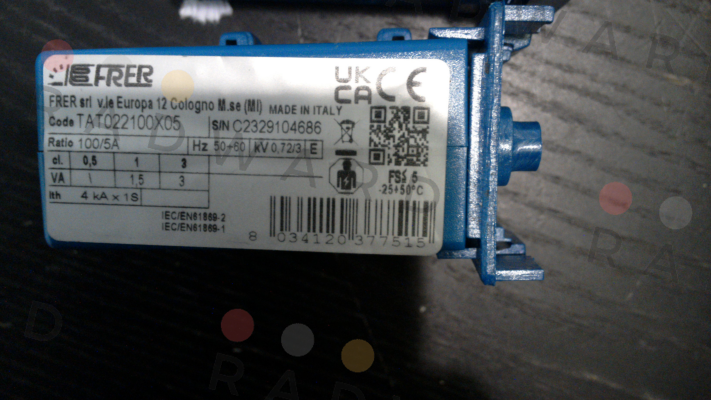 FRER
UK
CA CE
FRER srl v.le Europa 12 Cologno M.se (MI) MADE IN ITALY
Code TAT022100X05 S/N C2329104686
Ratio 100/5A Hz 50÷60 kV 0,72/3 E
cl. 0,5 1 3
VA \ 1,5 3
Ith 4 kA x 1S
FS≤ 5
-25+50°C
IEC/EN61869-2
IEC/EN61869-1
8 034120 377515